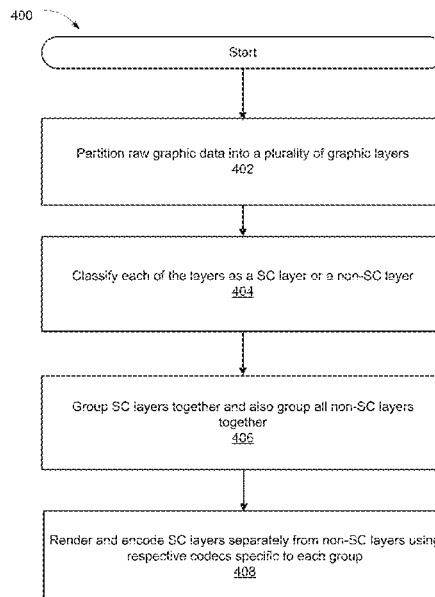 400
Start
Partition raw graphic data into a plurality of graphic layers
402
Classify each of the layers as a SC layer or a non-SC layer
404
Group SC layers together and also group all non-SC layers
together
406
Render and encode SC layers separately from non-SC layers using
respective codecs specific to each group
408